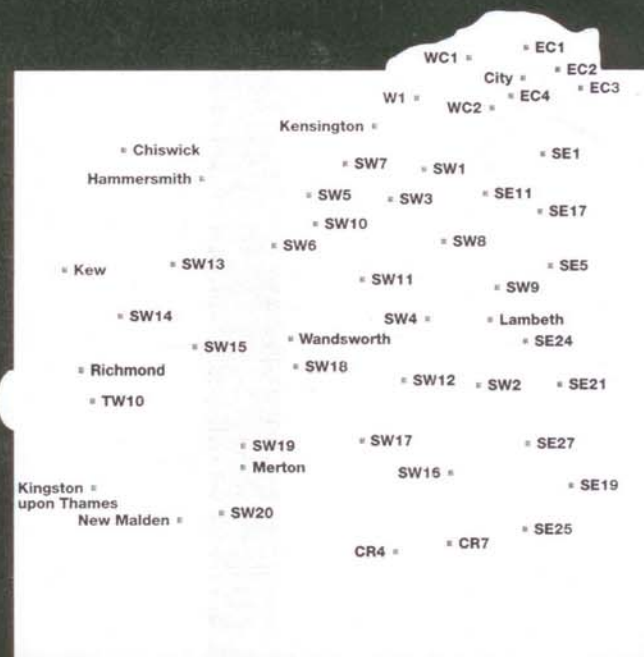 EC1
WC1
EC2
City
EC3
EC4
W1
WC2
Kensington
Chiswick
SE1
SW7
SW1
Hammersmith
SW5
SW3
SE11
SE17
SW10
SW8
SW6
Kew
SW13
SE5
SW11
SW9
SW14
SW4
Lambeth
Wandsworth
SE24
SW15
SW18
Richmond
SW12
SW2
SE21
TW10
SW17
SE27
SW19
Merton
SW16
SE19
Kingston
upon Thames
SW20
New Malden
SE25
CR7
CR4